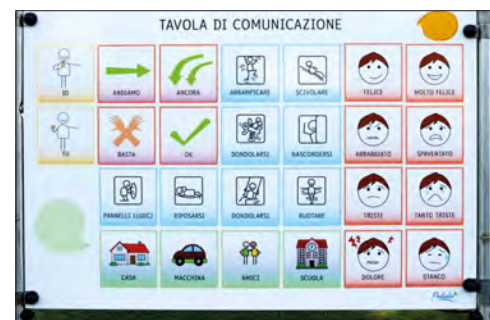 TAVOLA DI COMUNICAZIONE
IO ANDIAMO ANCORA ARRAMPICARE SCIVOLARE FELICE MOLTO FELICE
TU BASTA OK DONDOLARSI NASCONDERSI ARRABBIATO SPAVENTATO
PANNELLI LUDICI RIPOSARSI DONDOLARSI RUOTARE TRISTE TANTO TRISTE
CASA MACCHINA AMICI SCUOLA DOLORE STANCO